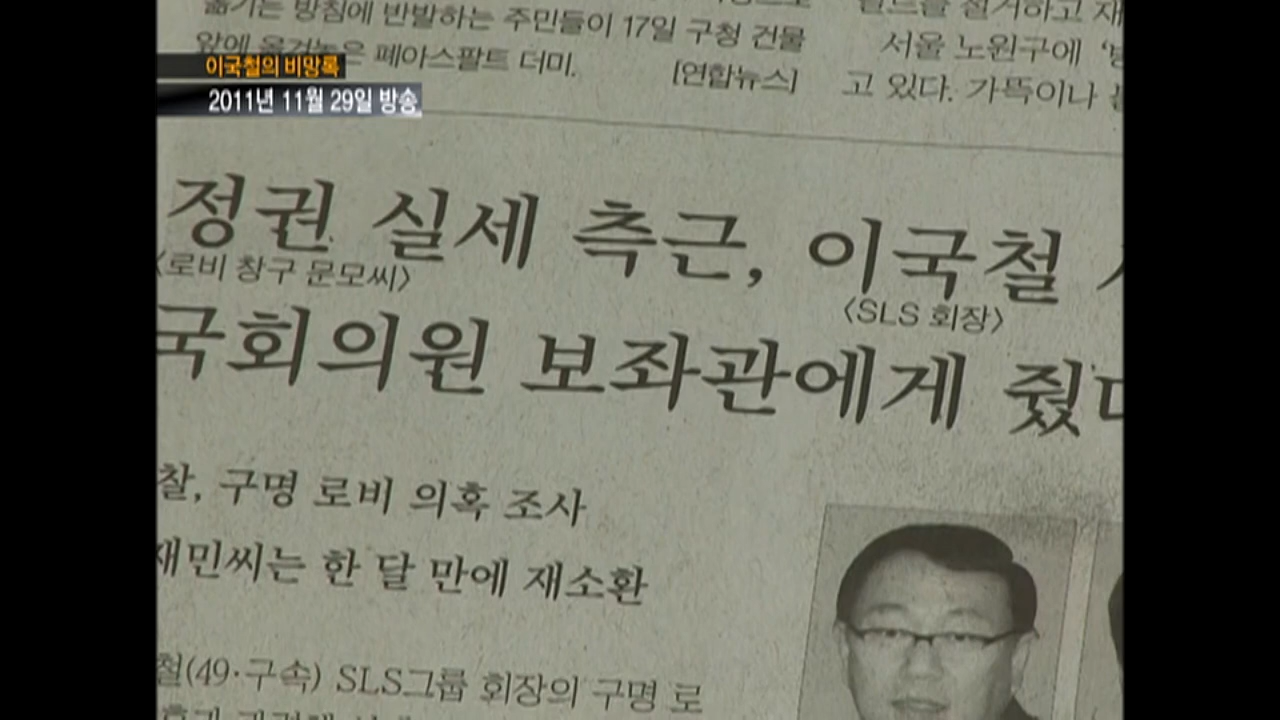 옮기는 방침에 반발하는 주민들이 17일 구청 건물
앞에 옮겨놓은 폐아스팔트 더미.
[연합뉴스]
철거하고 재
서울 노원구에
고 있다. 가뜩이나
이국철의 비망록
2011년 11월 29일 방송
정권 실세 측근, 이국철
〈로비 창구 문모씨〉
〈SLS 회장〉
국회의원 보좌관에게 줬다
찰, 구명 로비 의혹 조사
재민씨는 한 달 만에 재소환
철(49·구속) SLS그룹 회장의 구명 로